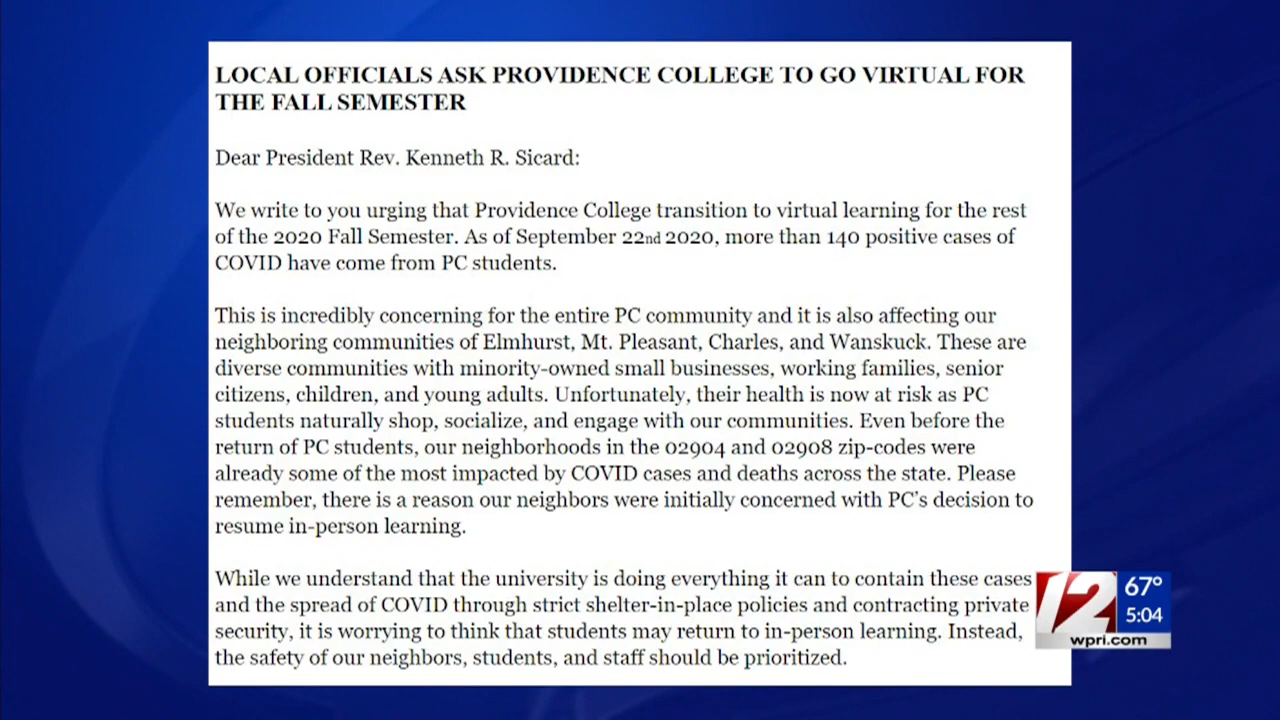 LOCAL OFFICIALS ASK PROVIDENCE COLLEGE TO GO VIRTUAL FOR
THE FALL SEMESTER
Dear President Rev. Kenneth R. Sicard:
We write to you urging that Providence College transition to virtual learning for the rest
of the 2020 Fall Semester. As of September 22nd 2020, more than 140 positive cases of
COVID have come from PC students.
This is incredibly concerning for the entire PC community and it is also affecting our
neighboring communities of Elmhurst, Mt. Pleasant, Charles, and Wanskuck. These are
diverse communities with minority-owned small businesses, working families, senior
citizens, children, and young adults. Unfortunately, their health is now at risk as PC
students naturally shop, socialize, and engage with our communities. Even before the
return of PC students, our neighborhoods in the 02904 and 02908 zip-codes were
already some of the most impacted by COVID cases and deaths across the state. Please
remember, there is a reason our neighbors were initially concerned with PC's decision to
resume in-person learning.
While we understand that the university is doing everything it can to contain these cases
and the spread of COVID through strict shelter-in-place policies and contracting private
security, it is worrying to think that students may return to in-person learning. Instead,
the safety of our neighbors, students, and staff should be prioritized.
12
67°
5:04
wpri.com